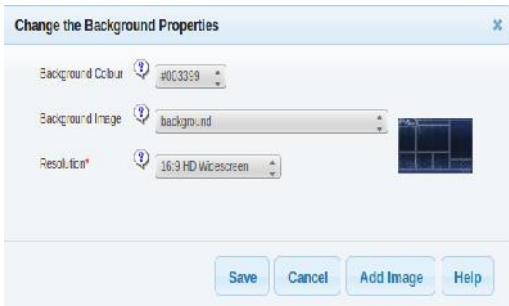 Change the Background Properties
Background Colour #003399
Background Image background
Resolution* 16:9 HD Widescreen
Save Cancel Add Image Help